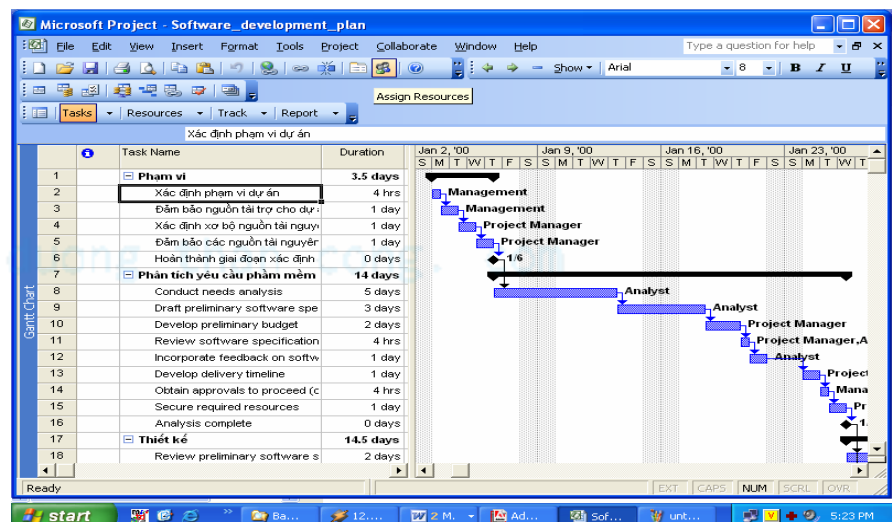 Microsoft Project - Software_development_plan
File Edit View Insert Format Tools Project Collaborate Window Help Type a question for help
Show Arial 8 B I U
Tasks Resources Track Report
Assign Resources
Xác định phạm vi dự án
Task Name Duration Jan 2, '00 Jan 9, '00 Jan 16, '00 Jan 23, '00
S M T W T F S S M T W T F S S M T W T F S S M T W T
1 Phạm vi 3.5 days
2 Xác định phạm vi dự án 4 hrs Management
3 Đảm bảo nguồn tài trợ cho dự 1 day Management
4 Xác định xơ bộ nguồn tài nguy 1 day Project Manager
5 Đảm bảo các nguồn tài nguyên 1 day Project Manager
6 Hoàn thành giai đoạn xác định 0 days 1/6
7 Phân tích yêu cầu phầm mềm 14 days
8 Conduct needs analysis 5 days Analyst
9 Draft preliminary software spe 3 days Analyst
10 Develop preliminary budget 2 days Project Manager
11 Review software specification 4 hrs Project Manager,A
12 Incorporate feedback on softw 1 day Analyst
13 Develop delivery timeline 1 day Project
14 Obtain approvals to proceed (c 4 hrs Mana
15 Secure required resources 1 day Pr
16 Analysis complete 0 days 1
17 Thiết kế 14.5 days
18 Review preliminary software s 2 days
Gantt Chart
Ready EXT CAPS NUM SCRL OVR
start Ba... 12.... 2 M. Ad... Sof... unt... 5:23 PM